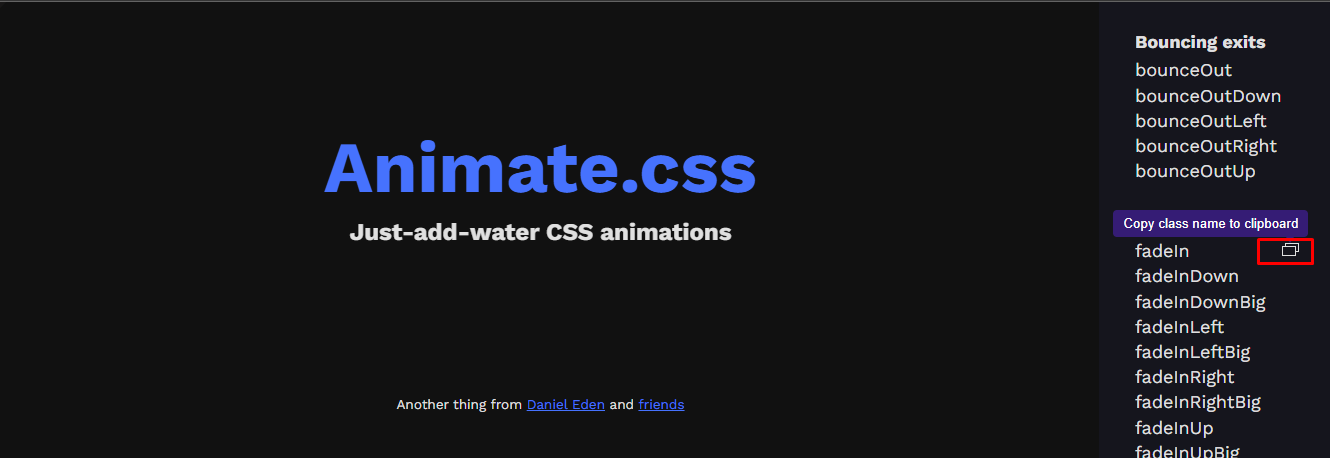 Animate.css
Just-add-water CSS animations
Another thing from Daniel Eden and friends
Bouncing exits
bounceOut
bounceOutDown
bounceOutLeft
bounceOutRight
bounceOutUp
Copy class name to clipboard
fadeIn
fadeInDown
fadeInDownBig
fadeInLeft
fadeInLeftBig
fadeInRight
fadeInRightBig
fadeInUp
fadeInUpBig